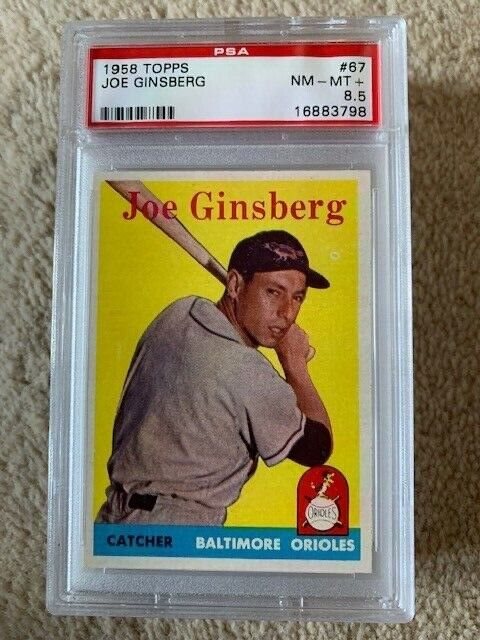 PSA
1958 TOPPS #67
JOE GINSBERG NM-MT+
8.5
16883798
Joe Ginsberg
ORIOLES
CATCHER BALTIMORE ORIOLES